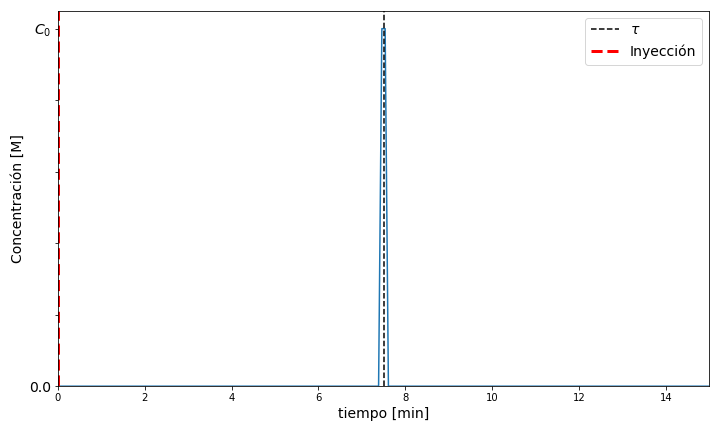 C₀
0.0
Concentración [M]
0
2
4
6
8
10
12
14
tiempo [min]
τ
Inyección